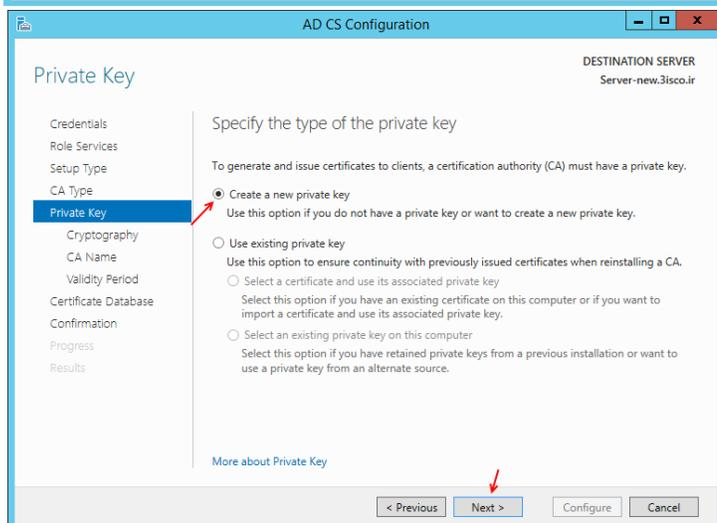 AD CS Configuration
Private Key
DESTINATION SERVER
Server-new.3isco.ir
Credentials
Role Services
Setup Type
CA Type
Private Key
Cryptography
CA Name
Validity Period
Certificate Database
Confirmation
Progress
Results
Specify the type of the private key
To generate and issue certificates to clients, a certification authority (CA) must have a private key.
Create a new private key
Use this option if you do not have a private key or want to create a new private key.
Use existing private key
Use this option to ensure continuity with previously issued certificates when reinstalling a CA.
Select a certificate and use its associated private key
Select this option if you have an existing certificate on this computer or if you want to
import a certificate and use its associated private key.
Select an existing private key on this computer
Select this option if you have retained private keys from a previous installation or want to
use a private key from an alternate source.
More about Private Key
< Previous
Next >
Configure
Cancel